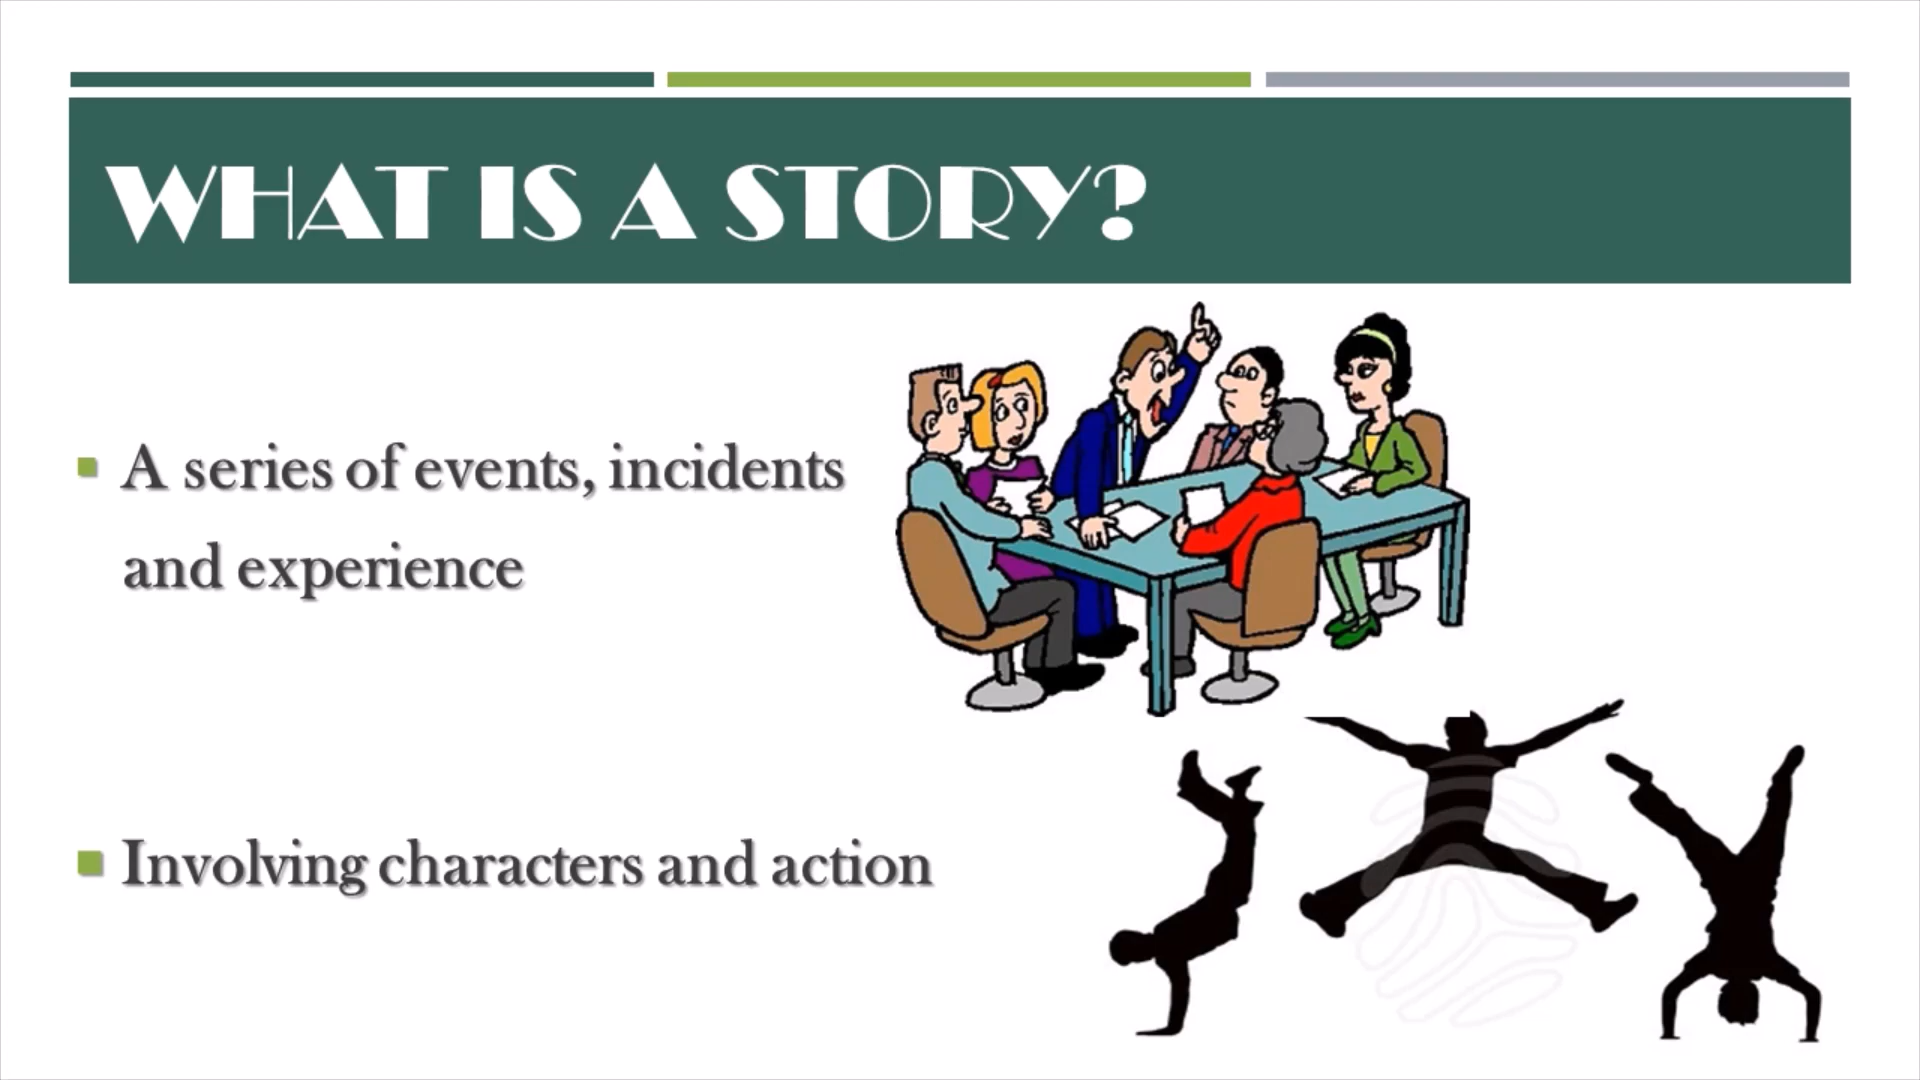 WHAT IS A STORY?
A series of events, incidents
and experience
Involving characters and action